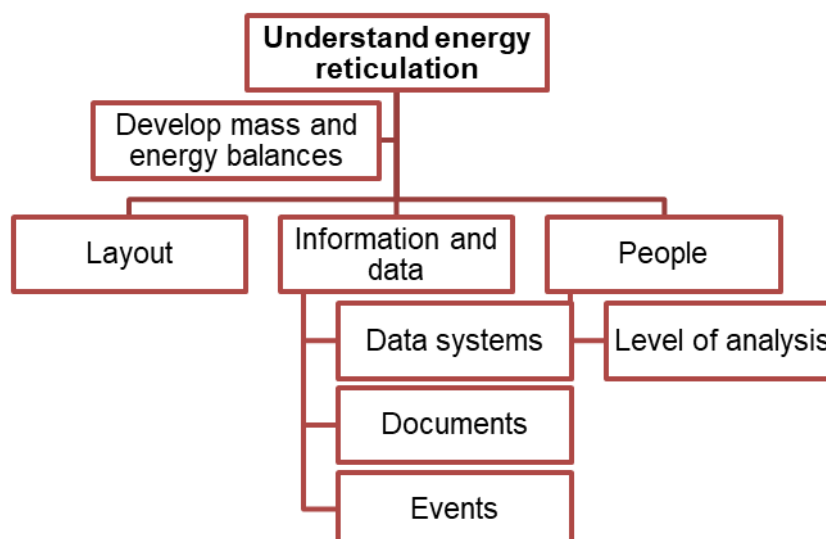 Understand energy
reticulation
Develop mass and
energy balances
Layout
Information and
data
People
Data systems
Level of analysis
Documents
Events